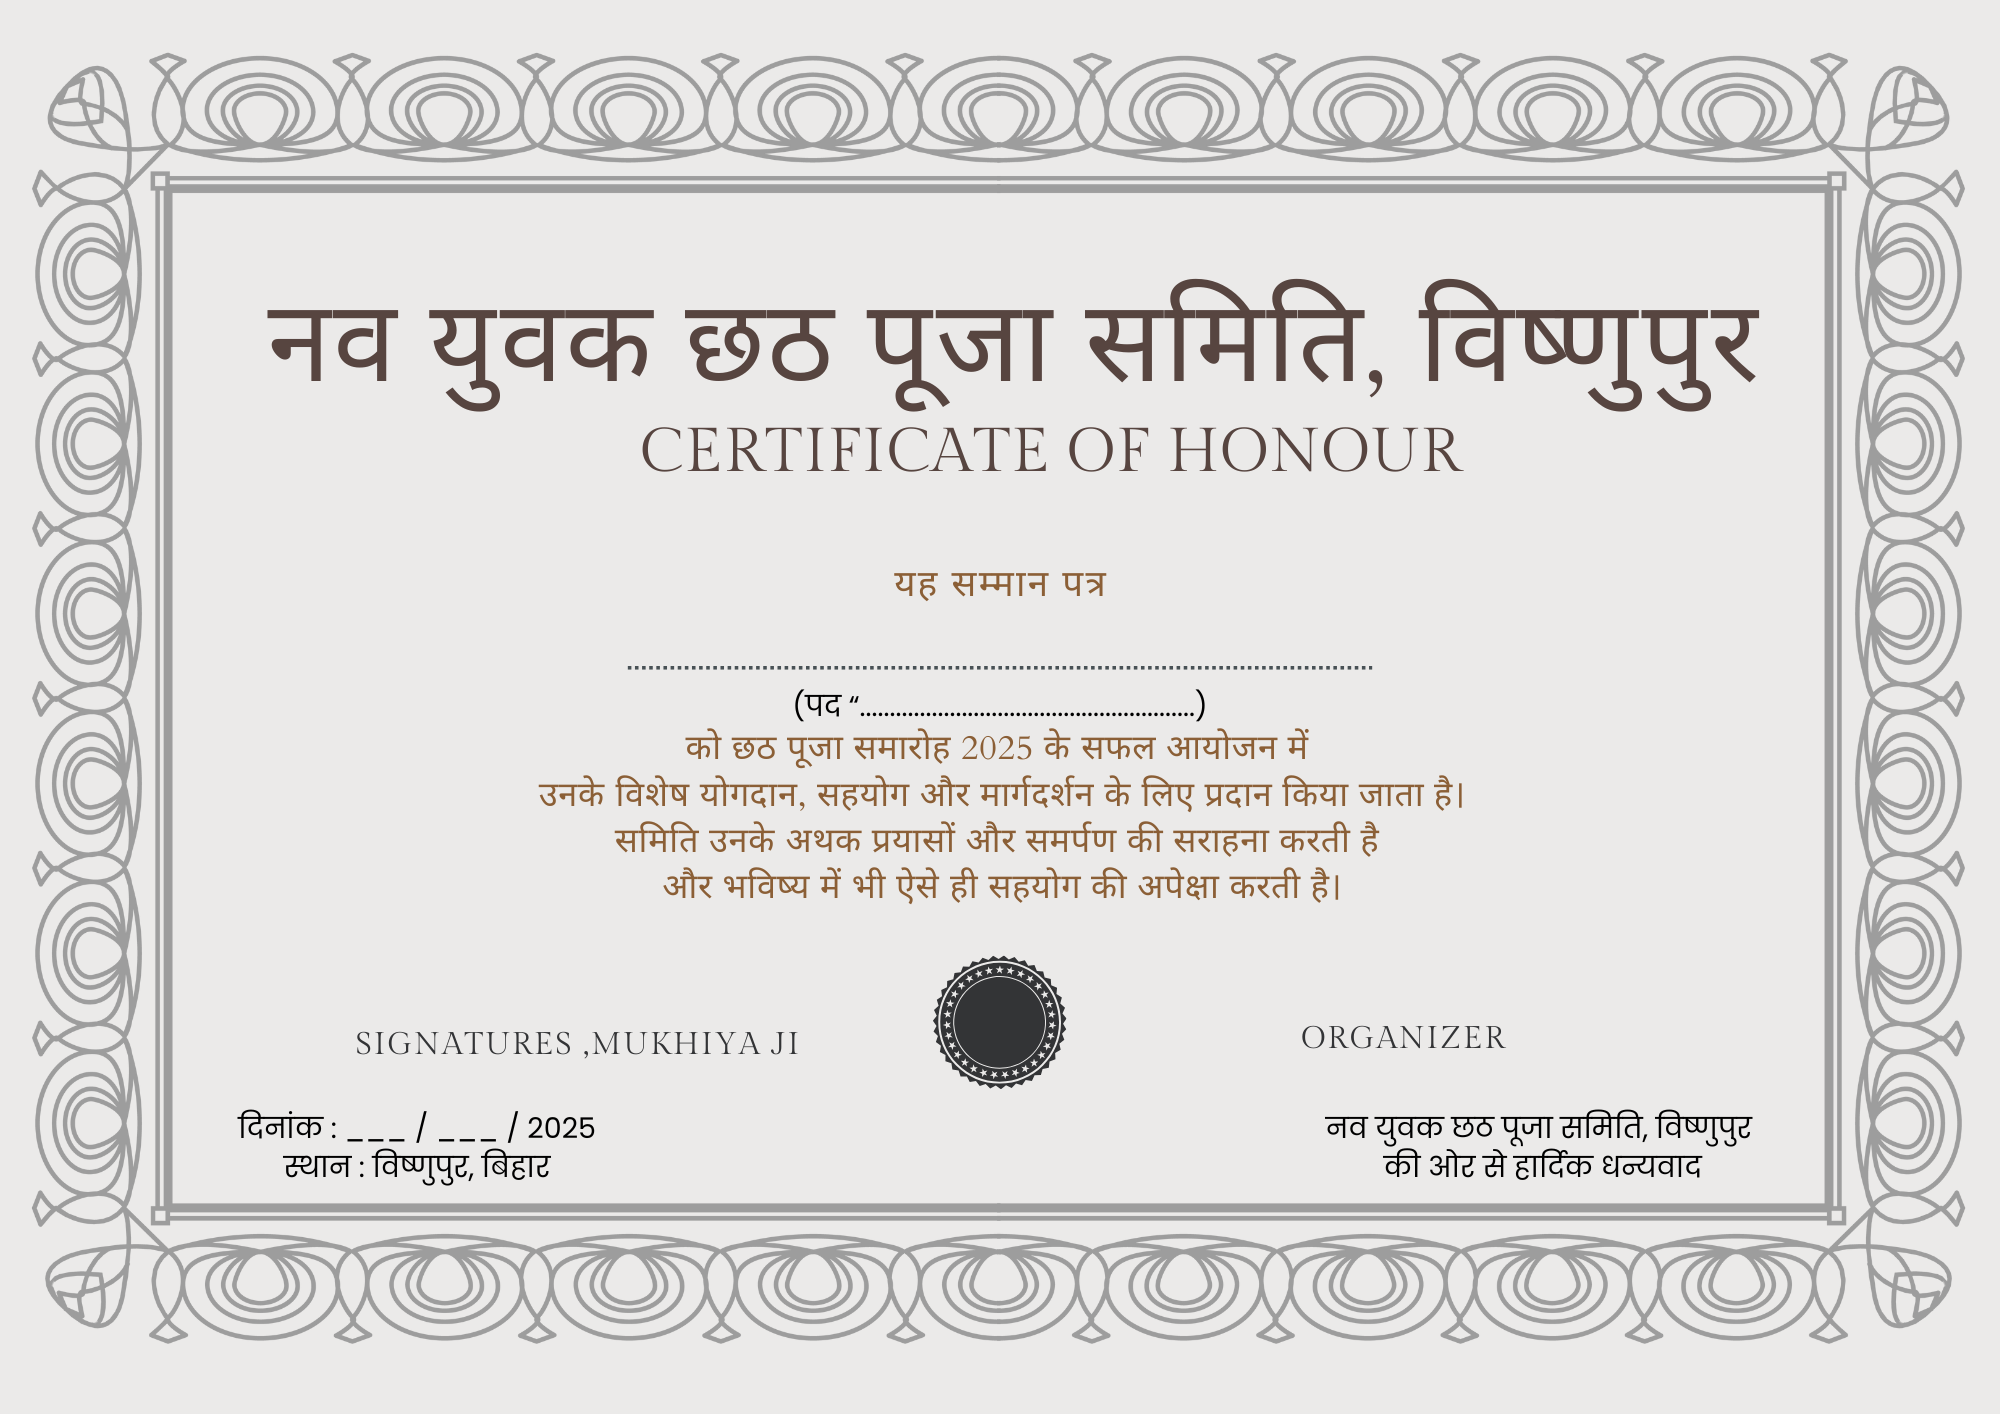 नव युवक छठ पूजा समिति, विष्णुपुर
CERTIFICATE OF HONOUR
यह सम्मान पत्र
(पद “........................................................)
को छठ पूजा समारोह 2025 के सफल आयोजन में
उनके विशेष योगदान, सहयोग और मार्गदर्शन के लिए प्रदान किया जाता है।
समिति उनके अथक प्रयासों और समर्पण की सराहना करती है
और भविष्य में भी ऐसे ही सहयोग की अपेक्षा करती है।
SIGNATURES ,MUKHIYA JI
ORGANIZER
दिनांक : ___ / ___ / 2025
स्थान : विष्णुपुर, बिहार
नव युवक छठ पूजा समिति, विष्णुपुर
की ओर से हार्दिक धन्यवाद